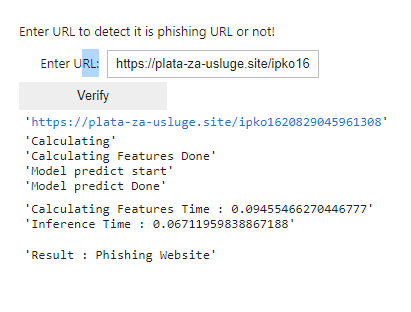 Enter URL to detect it is phishing URL or not!
Enter URL: https://plata-za-usluge.site/ipko16
Verify
'https://plata-za-usluge.site/ipko1620829045961308'
'Calculating'
'Calculating Features Done'
'Model predict start'
'Model predict Done'
'Calculating Features Time : 0.09455466270446777'
'Inference Time : 0.06711959838867188'
'Result : Phishing Website'